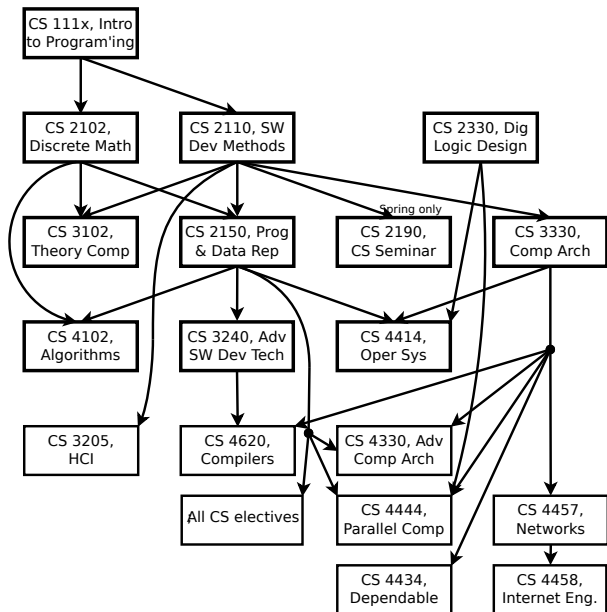 CS 111x, Intro
to Program'ing
CS 2102,
Discrete Math
CS 2110, SW
Dev Methods
CS 2330, Dig
Logic Design
Spring only
CS 3102,
Theory Comp
CS 2150, Prog
& Data Rep
CS 2190,
CS Seminar
CS 3330,
Comp Arch
CS 4102,
Algorithms
CS 3240, Adv
SW Dev Tech
CS 4414,
Oper Sys
CS 3205,
HCI
CS 4620,
Compilers
CS 4330, Adv
Comp Arch
All CS electives
CS 4444,
Parallel Comp
CS 4457,
Networks
CS 4434,
Dependable
CS 4458,
Internet Eng.